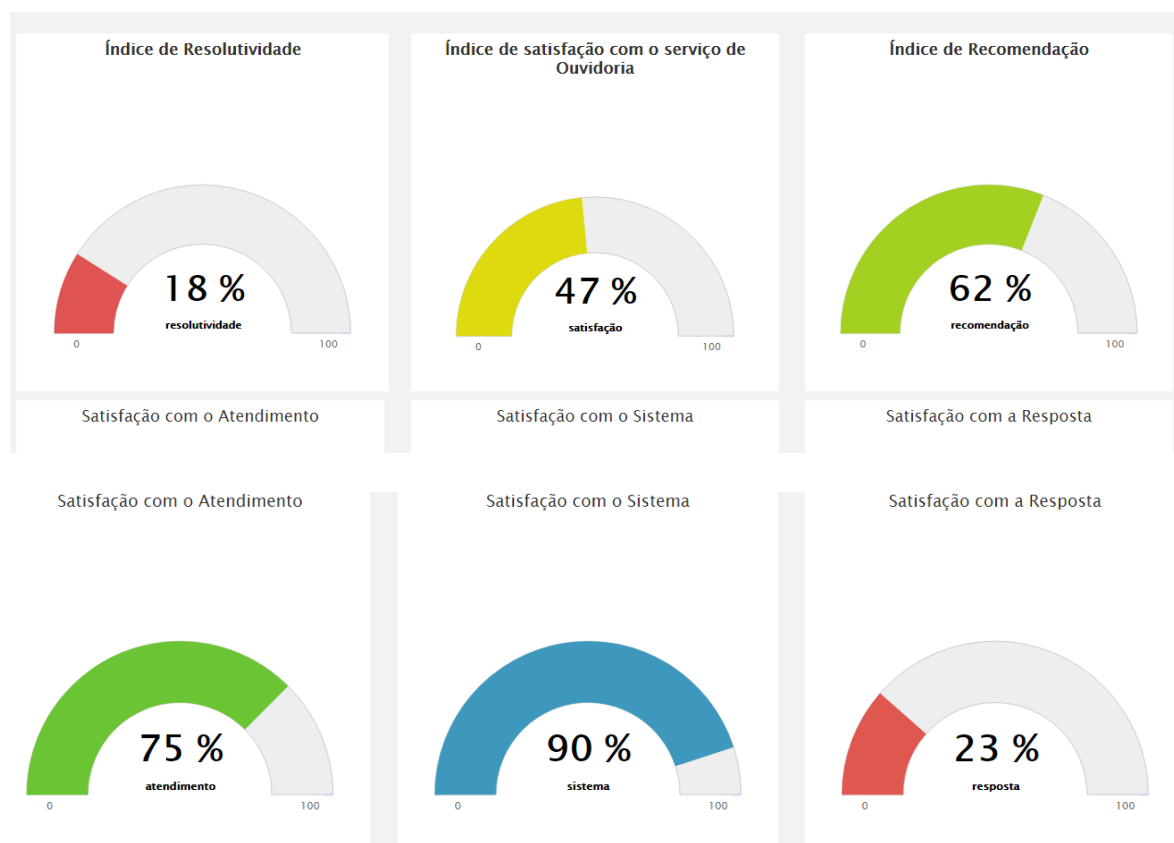 Índice de Resolutividade
18 %
resolutividade
0
100
Índice de satisfação com o serviço de
Ouvidoria
47 %
satisfação
0
100
Índice de Recomendação
62 %
recomendação
0
100
Satisfação com o Atendimento
Satisfação com o Sistema
Satisfação com a Resposta
Satisfação com o Atendimento
75 %
atendimento
0
100
Satisfação com o Sistema
90 %
sistema
0
100
Satisfação com a Resposta
23 %
resposta
0
100